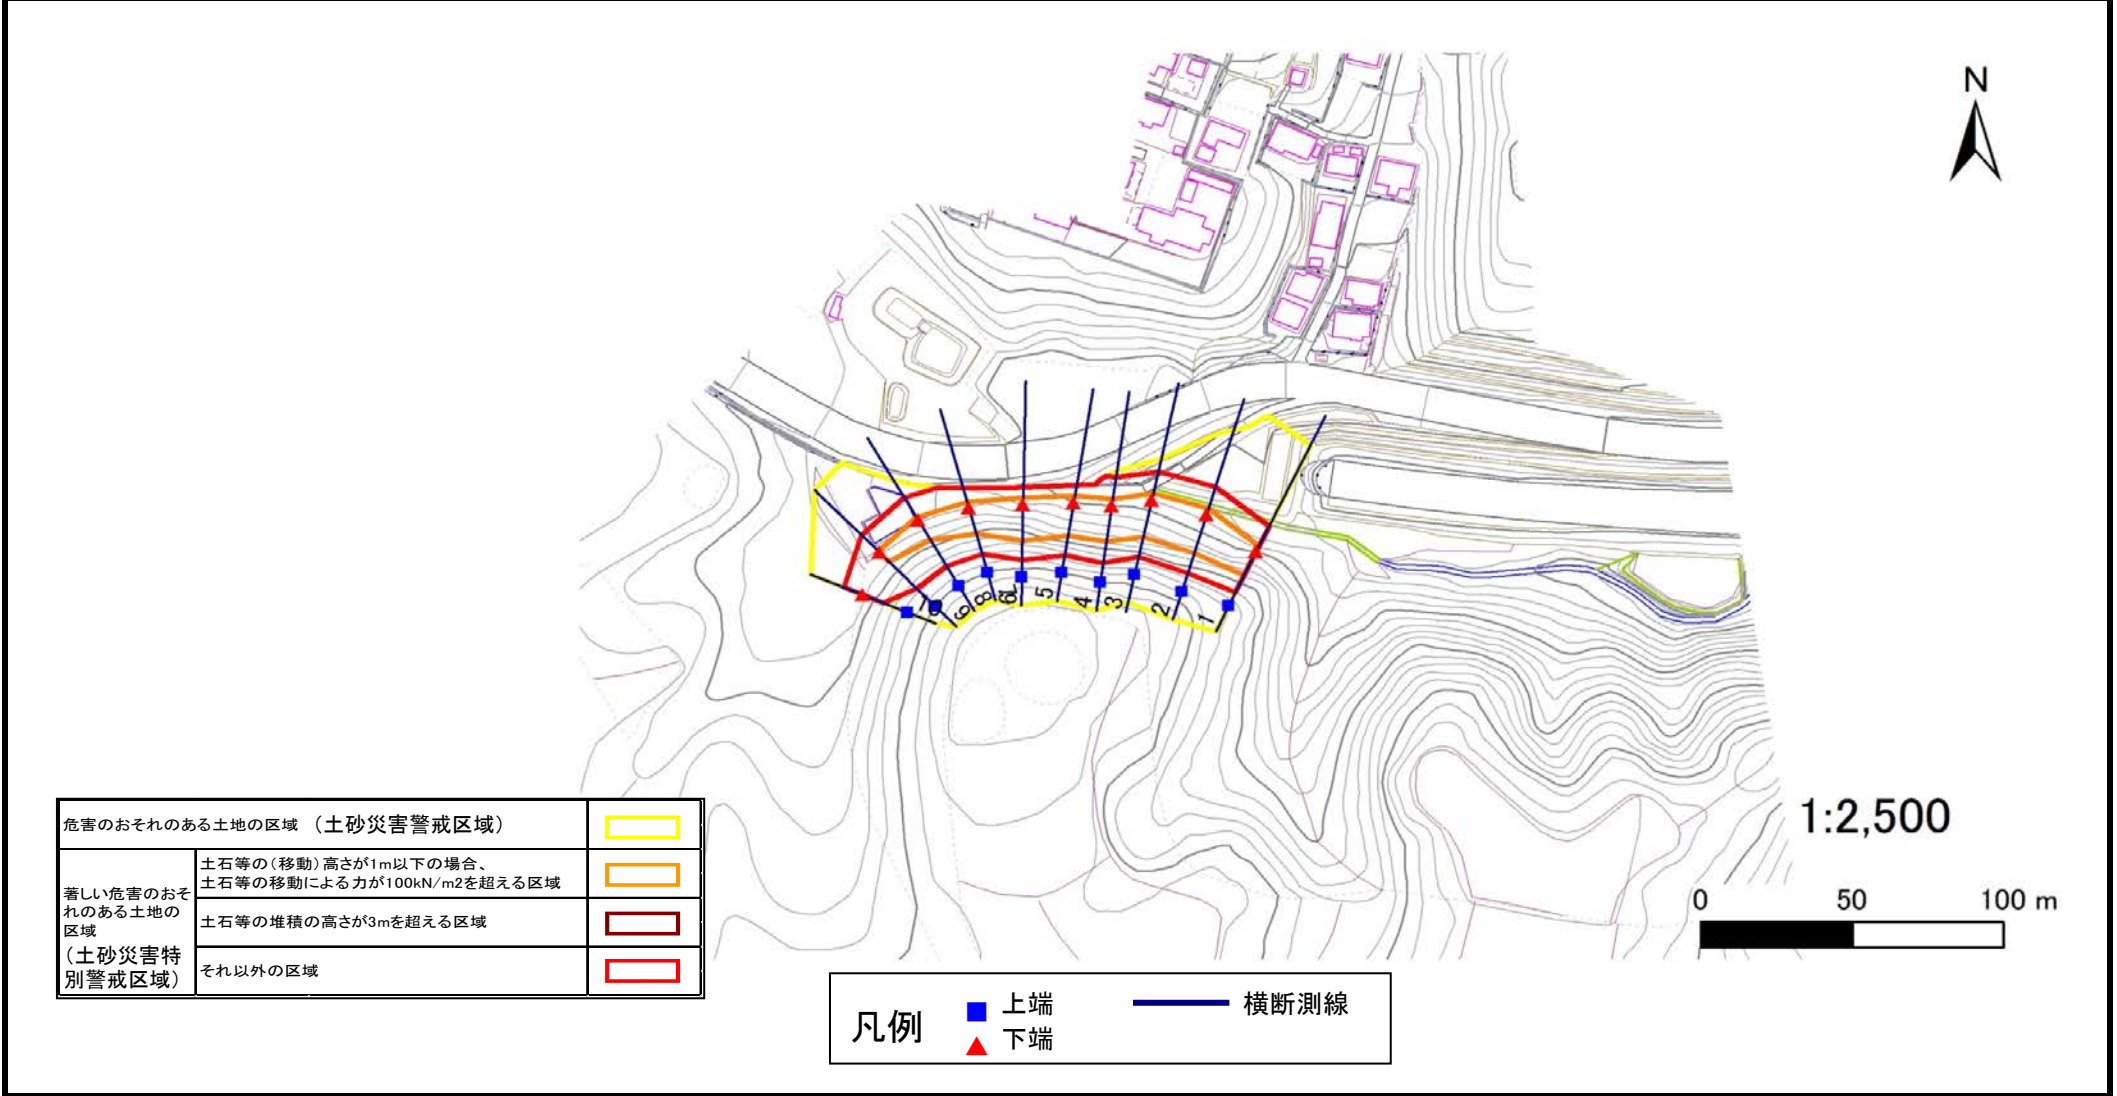 N
10
9
8
6
5
4
3
2
1
危害のおそれのある土地の区域 （土砂災害警戒区域）
著しい危害のおそ
れのある土地の
区域
（土砂災害特
別警戒区域）
土石等の（移動）高さが1m以下の場合、
土石等の移動による力が100kN/m2を超える区域
土石等の堆積の高さが3mを超える区域
それ以外の区域
1:2,500
0 50 100 m
凡例
上端
下端
横断測線